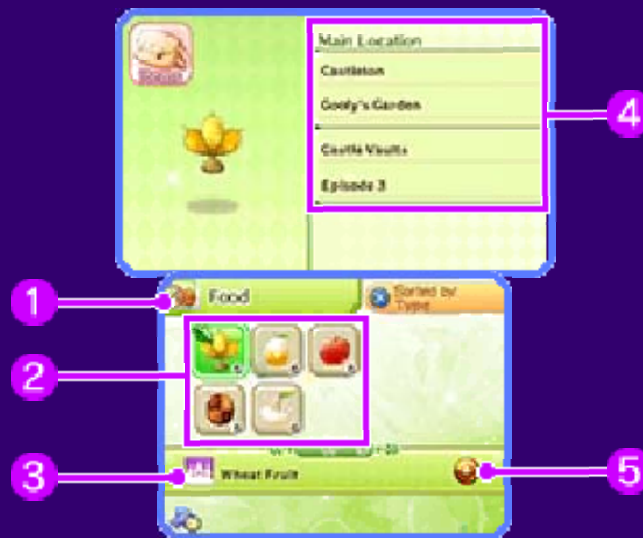 Main Location
Castleton
Goofy's Garden
Castle Vaults
Episode 3
4
1
Food
Sorted by
Type
2
3
Wheat Fruit
5